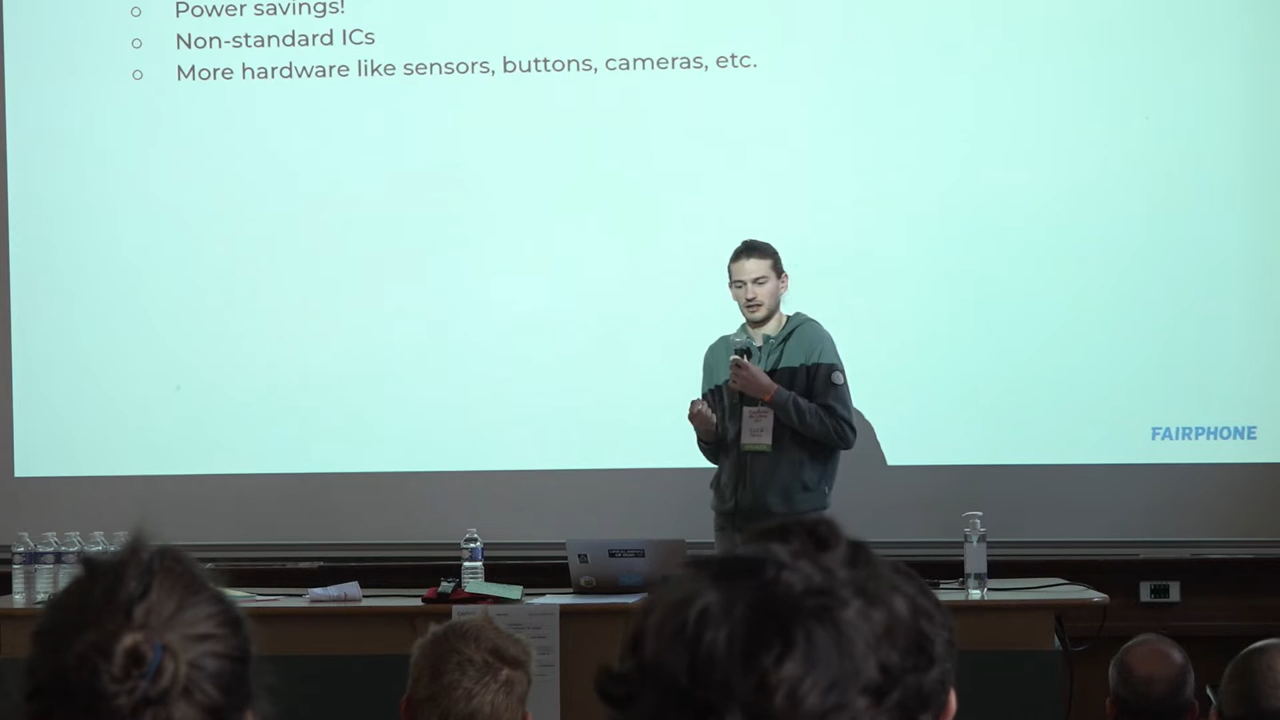 Power savings!
Non-standard ICs
More hardware like sensors, buttons, cameras, etc.
FAIRPHONE